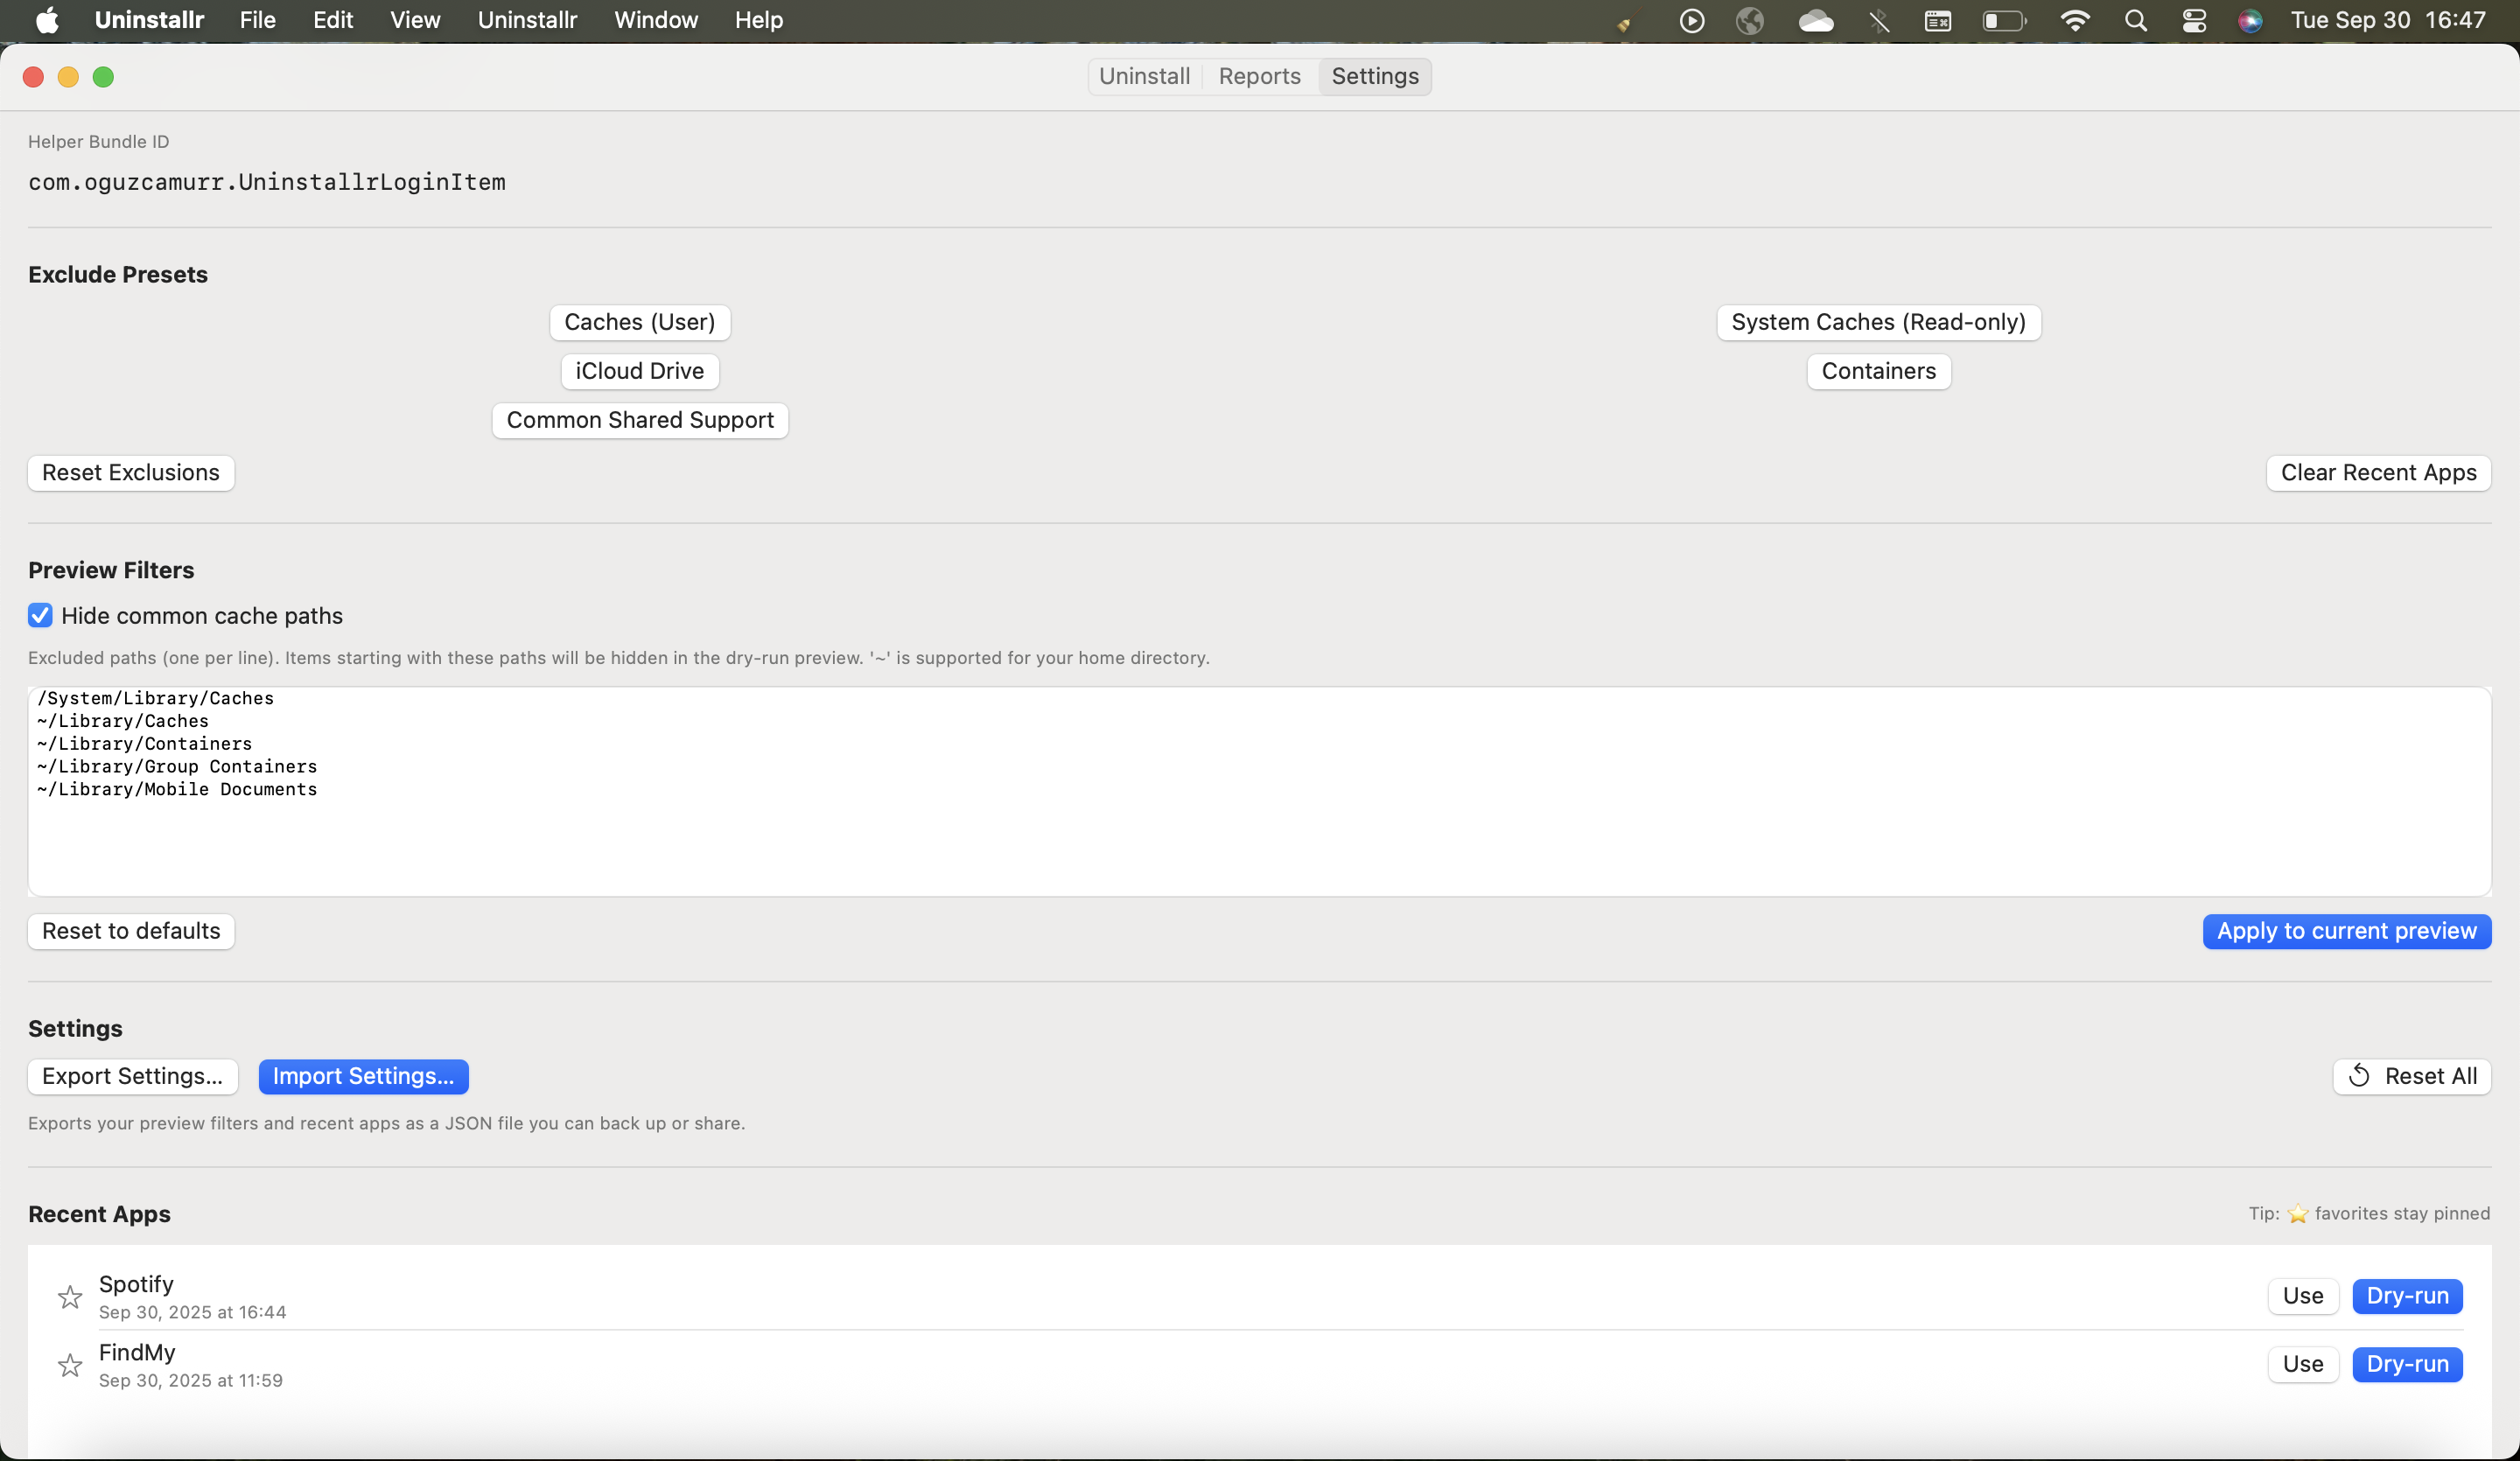 Uninstallr File Edit View Uninstallr Window Help Tue Sep 30 16:47
Uninstall Reports Settings
Helper Bundle ID
com.oguzcamurr.UninstallrLoginItem
Exclude Presets
Caches (User) System Caches (Read-only)
iCloud Drive Containers
Common Shared Support
Reset Exclusions Clear Recent Apps
Preview Filters
Hide common cache paths
Excluded paths (one per line). Items starting with these paths will be hidden in the dry-run preview. '~' is supported for your home directory.
/System/Library/Caches
~/Library/Caches
~/Library/Containers
~/Library/Group Containers
~/Library/Mobile Documents
Reset to defaults Apply to current preview
Settings
Export Settings... Import Settings... Reset All
Exports your preview filters and recent apps as a JSON file you can back up or share.
Recent Apps Tip: ⭐ favorites stay pinned
Spotify
Sep 30, 2025 at 16:44
Use Dry-run
FindMy
Sep 30, 2025 at 11:59
Use Dry-run